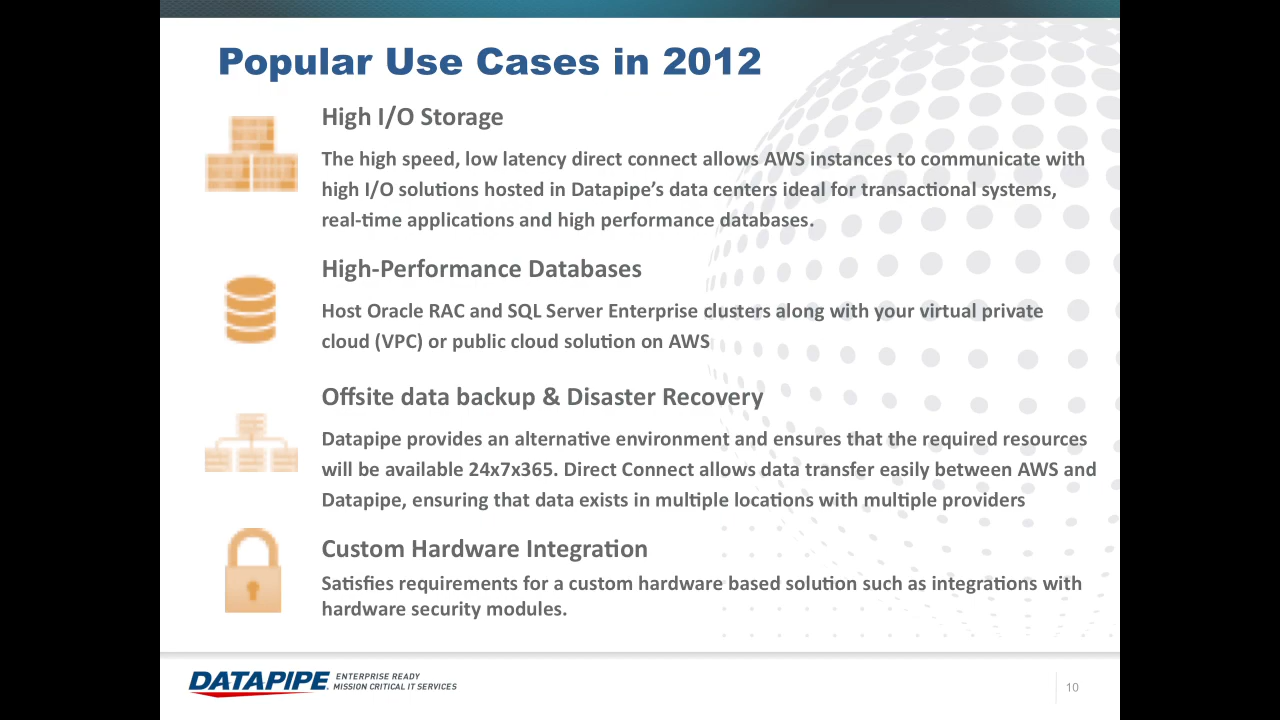 Popular Use Cases in 2012
High I/O Storage
The high speed, low latency direct connect allows AWS instances to communicate with
high I/O solutions hosted in Datapipe’s data centers ideal for transactional systems,
real-time applications and high performance databases.
High-Performance Databases
Host Oracle RAC and SQL Server Enterprise clusters along with your virtual private
cloud (VPC) or public cloud solution on AWS
Offsite data backup & Disaster Recovery
Datapipe provides an alternative environment and ensures that the required resources
will be available 24x7x365. Direct Connect allows data transfer easily between AWS and
Datapipe, ensuring that data exists in multiple locations with multiple providers
Custom Hardware Integration
Satisfies requirements for a custom hardware based solution such as integrations with
hardware security modules.
DATAPIPE. ENTERPRISE READY
MISSION CRITICAL IT SERVICES
10